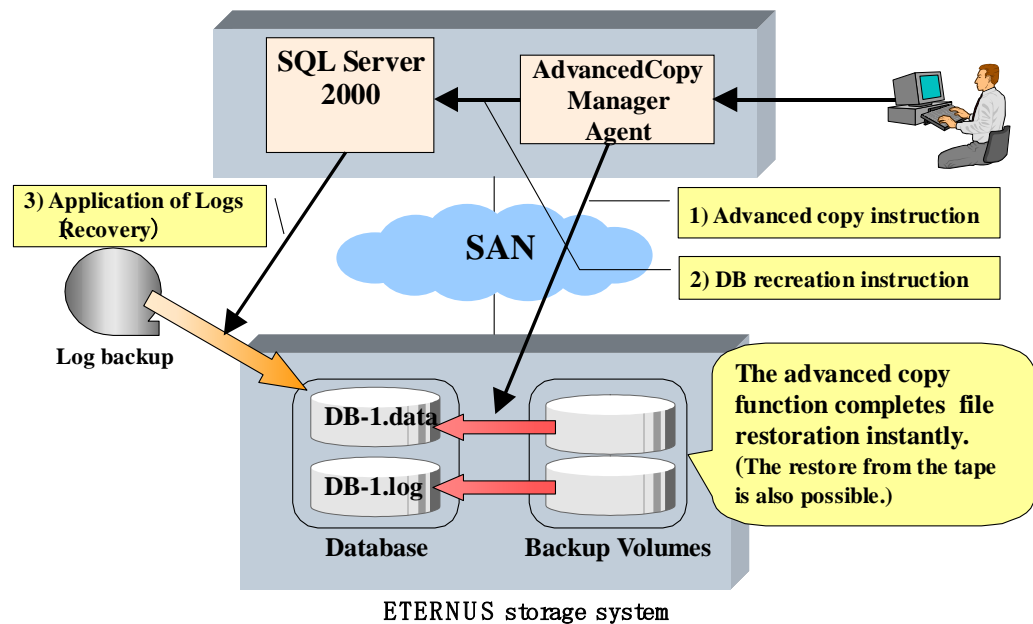 SQL Server
2000
AdvancedCopy
Manager
Agent
3) Application of Logs
(Recovery)
1) Advanced copy instruction
SAN
2) DB recreation instruction
Log backup
The advanced copy
function completes file
restoration instantly.
(The restore from the tape
is also possible.)
DB-1.data
DB-1.log
Database
Backup Volumes
ETERNUS storage system